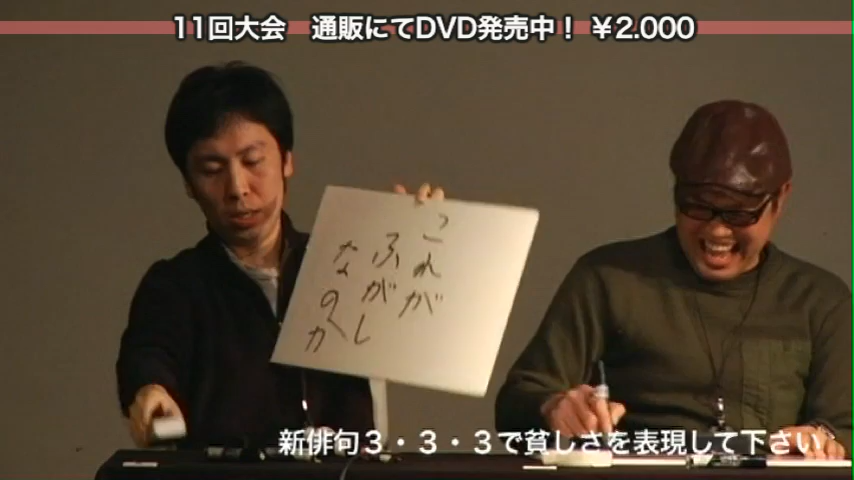 11回大会　通販にてDVD発売中！ ￥2.000
これが
ふがし
なのか
新俳句３・３・３で貧しさを表現して下さい